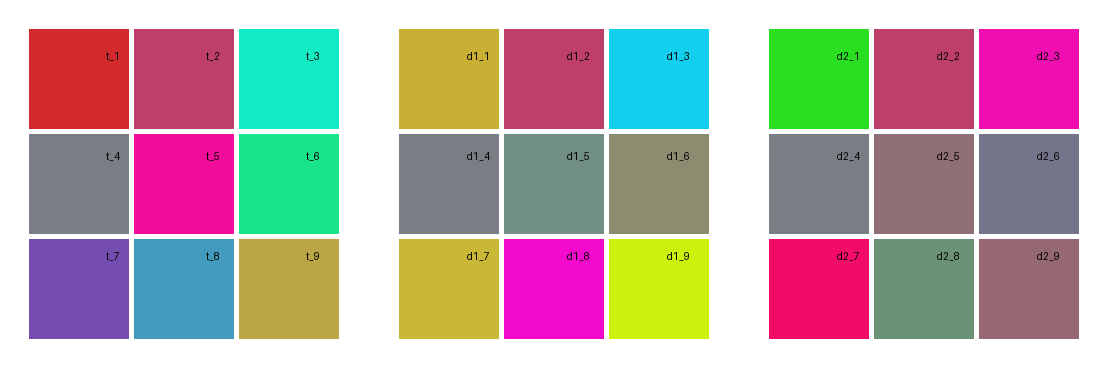 t_1 t_2 t_3 d1_1 d1_2 d1_3 d2_1 d2_2 d2_3
t_4 t_5 t_6 d1_4 d1_5 d1_6 d2_4 d2_5 d2_6
t_7 t_8 t_9 d1_7 d1_8 d1_9 d2_7 d2_8 d2_9